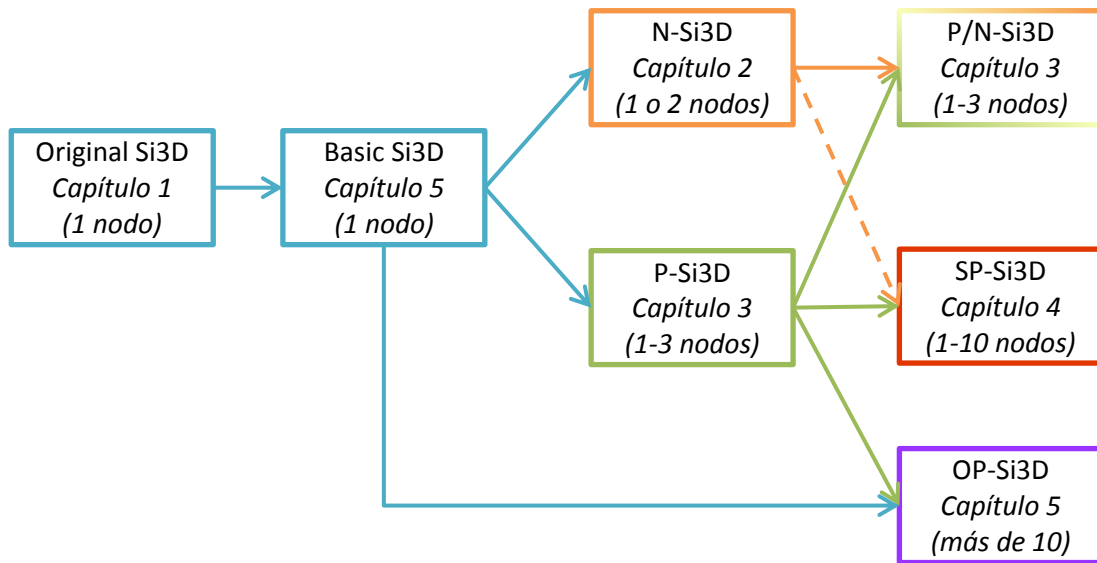 Original Si3D
Capítulo 1
(1 nodo)
Basic Si3D
Capítulo 5
(1 nodo)
N-Si3D
Capítulo 2
(1 o 2 nodos)
P-Si3D
Capítulo 3
(1-3 nodos)
P/N-Si3D
Capítulo 3
(1-3 nodos)
SP-Si3D
Capítulo 4
(1-10 nodos)
OP-Si3D
Capítulo 5
(más de 10)